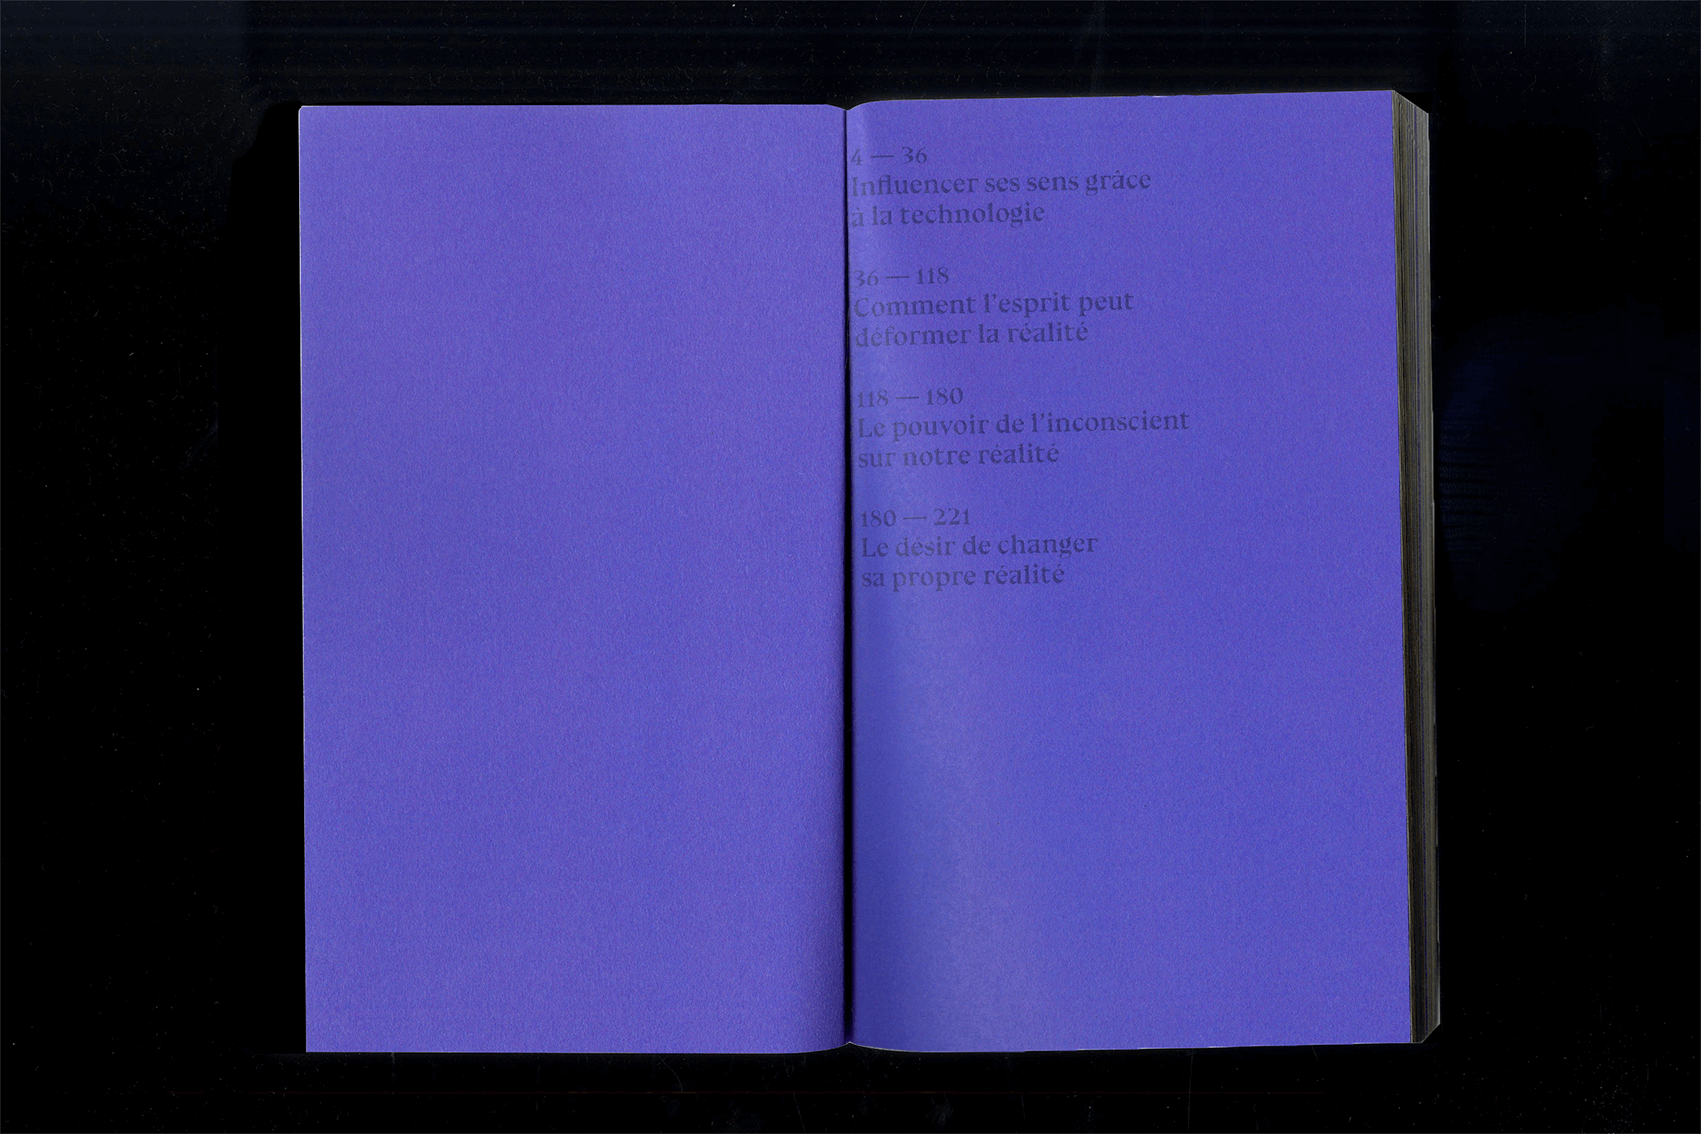 4 — 36
Influencer ses sens grâce
à la technologie
36 — 118
Comment l’esprit peut
déformer la réalité
118 — 180
Le pouvoir de l’inconscient
sur notre réalité
180 — 221
Le désir de changer
sa propre réalité